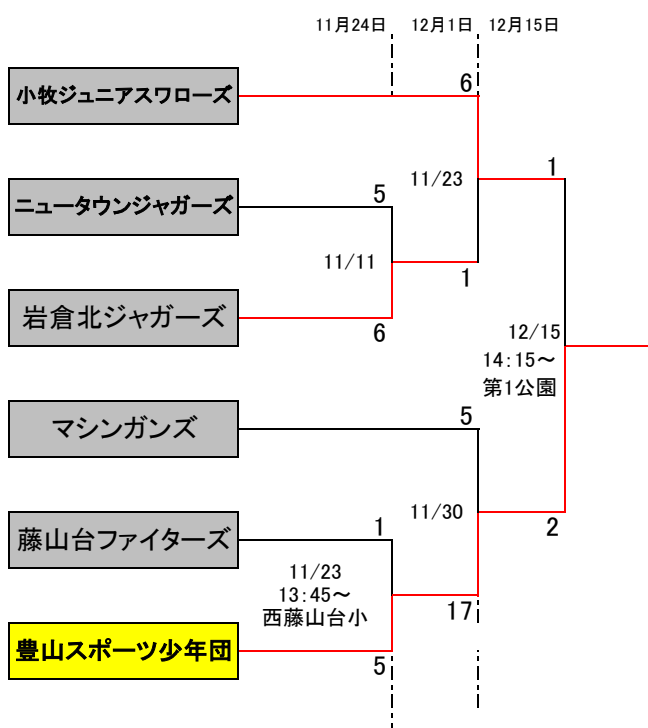 11月24日 12月1日 12月15日
小牧ジュニアスワローズ
6
11/23
1
ニュータウンジャガーズ
5
11/11
1
岩倉北ジャガーズ
6
12/15
14:15～
第1公園
マシンガンズ
5
11/30
2
藤山台ファイターズ
1
11/23
13:45～
西藤山台小
17
豊山スポーツ少年団
5